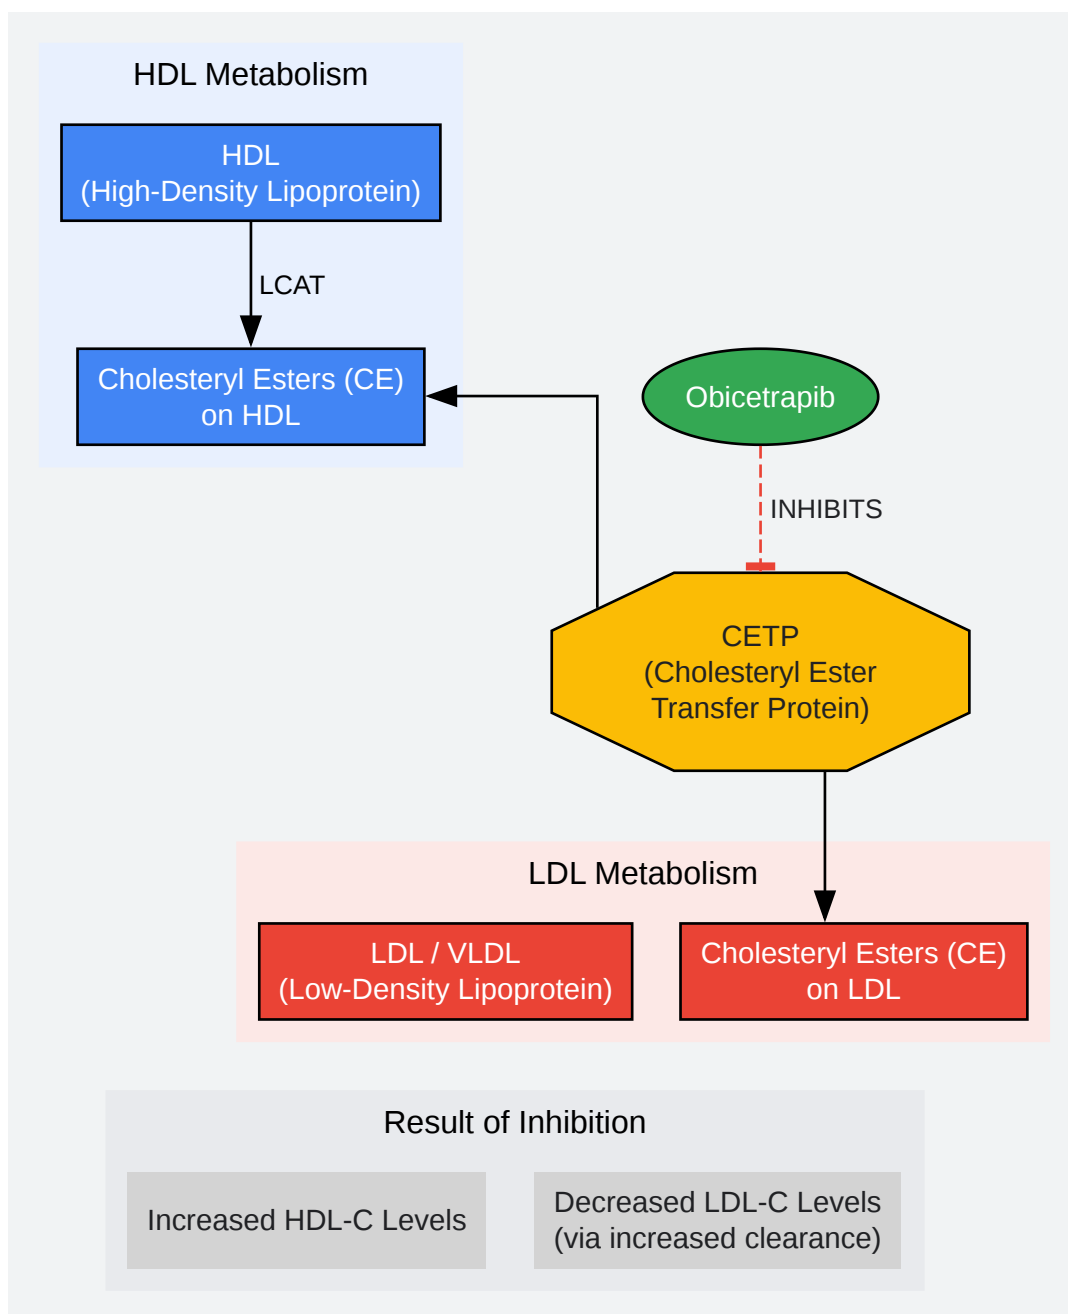 HDL Metabolism
HDL
(High-Density Lipoprotein)
LCAT
Cholesteryl Esters (CE)
on HDL
Obicetrapib
INHIBITS
CETP
(Cholesteryl Ester
Transfer Protein)
LDL Metabolism
LDL / VLDL
(Low-Density Lipoprotein)
Cholesteryl Esters (CE)
on LDL
Result of Inhibition
Increased HDL-C Levels
Decreased LDL-C Levels
(via increased clearance)